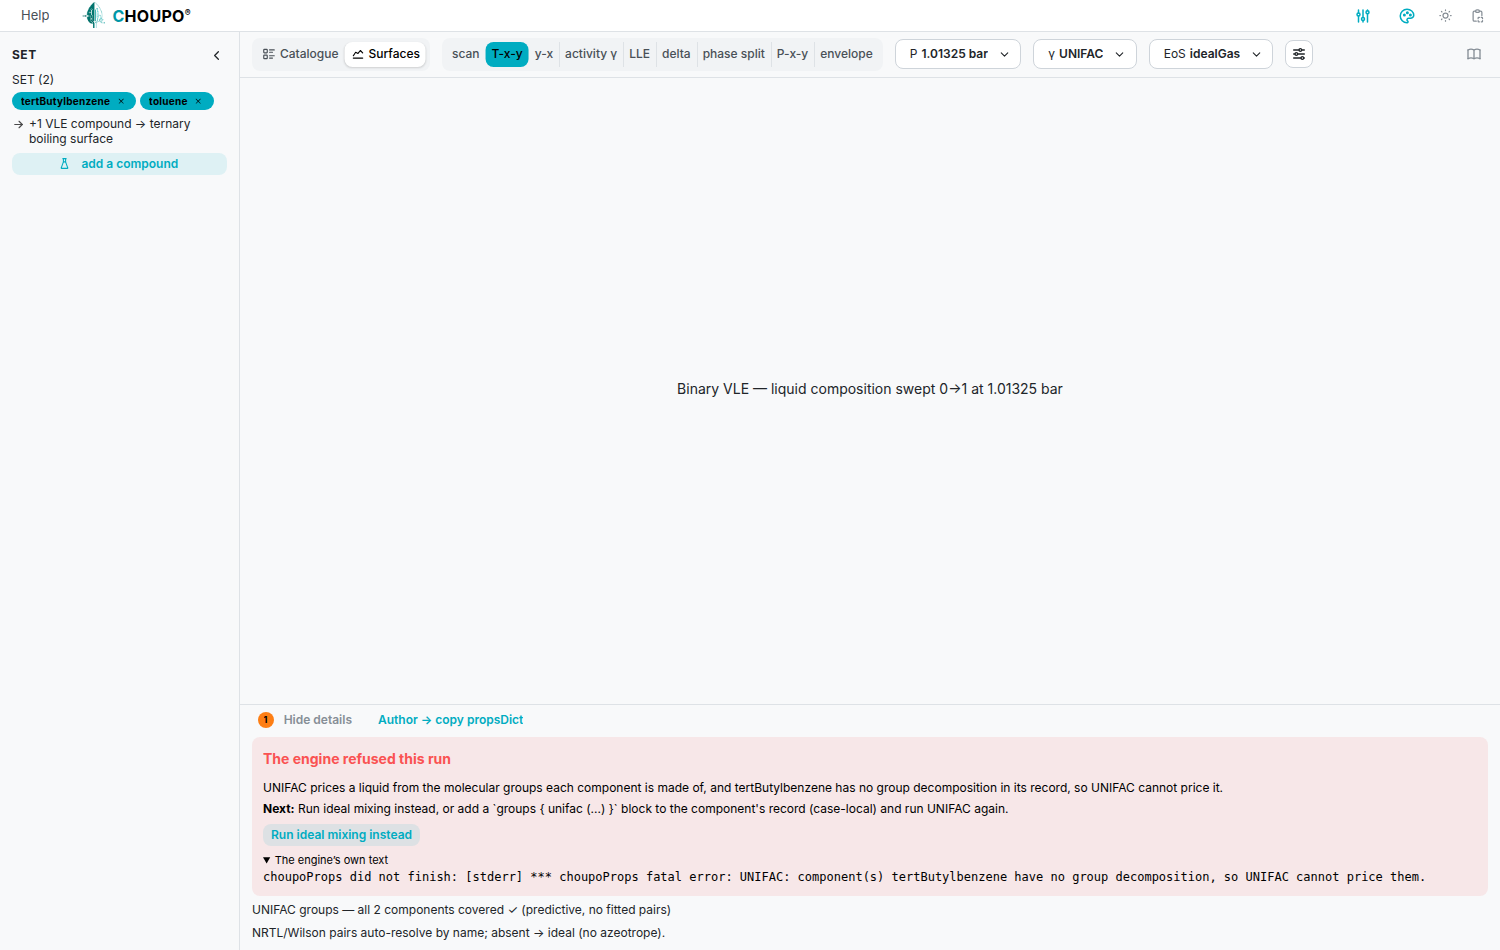 Help
CHOUPO®
SET
SET (2)
tertButylbenzene ×
toluene ×
→ +1 VLE compound → ternary
boiling surface
add a compound
Catalogue
Surfaces
scan
T-x-y
y-x
activity γ
LLE
delta
phase split
P-x-y
envelope
P 1.01325 bar
γ UNIFAC
EoS idealGas
Binary VLE — liquid composition swept 0→1 at 1.01325 bar
1 Hide details
Author → copy propsDict
The engine refused this run
UNIFAC prices a liquid from the molecular groups each component is made of, and tertButylbenzene has no group decomposition in its record, so UNIFAC cannot price it.
Next: Run ideal mixing instead, or add a `groups { unifac (...) }` block to the component's record (case-local) and run UNIFAC again.
Run ideal mixing instead
▼ The engine's own text
choupoProps did not finish: [stderr] *** choupoProps fatal error: UNIFAC: component(s) tertButylbenzene have no group decomposition, so UNIFAC cannot price them.
UNIFAC groups — all 2 components covered ✓ (predictive, no fitted pairs)
NRTL/Wilson pairs auto-resolve by name; absent → ideal (no azeotrope).